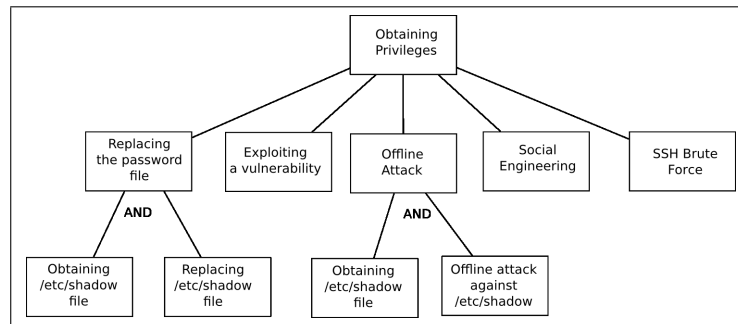 Obtaining
Privileges
Replacing
the password
file
Exploiting
a vulnerability
Offline
Attack
Social
Engineering
SSH Brute
Force
AND
AND
Obtaining
/etc/shadow
file
Replacing
/etc/shadow
file
Obtaining
/etc/shadow
file
Offline attack
against
/etc/shadow